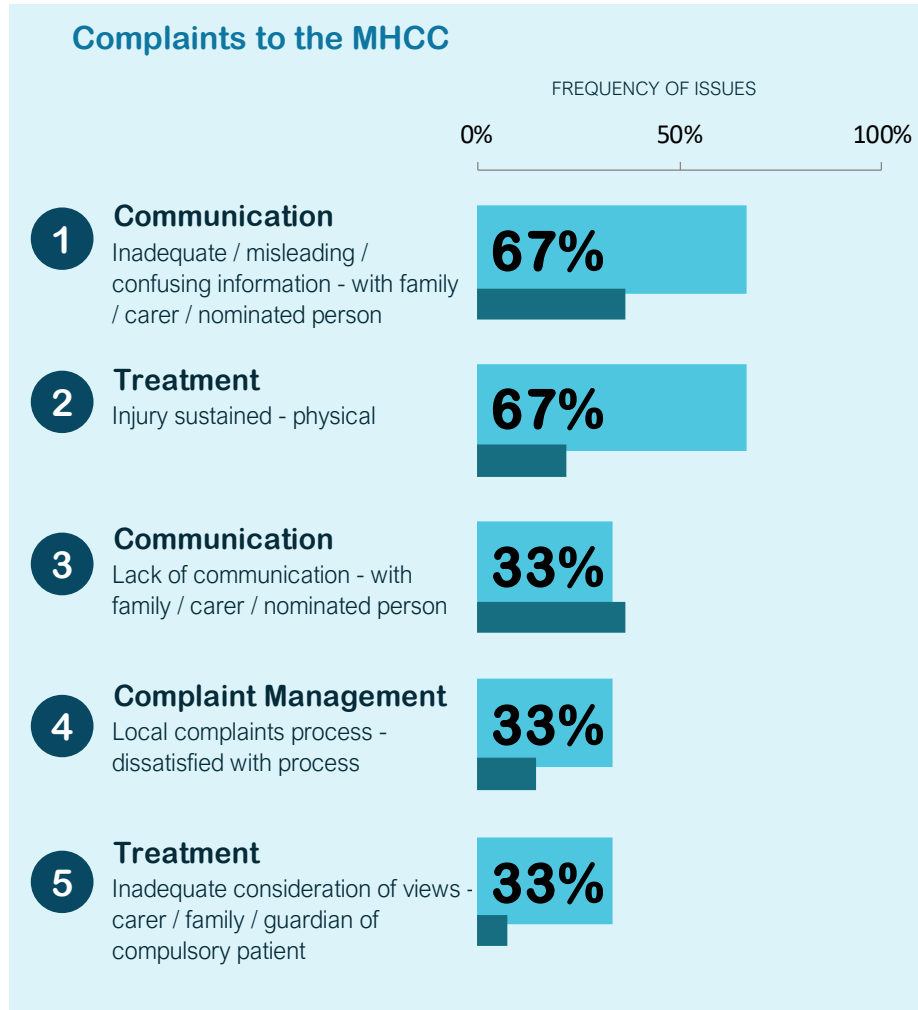 Complaints to the MHCC
FREQUENCY OF ISSUES
0% 50% 100%
1
Communication
Inadequate / misleading /
confusing information - with family
/ carer / nominated person
67%
2
Treatment
Injury sustained - physical
67%
3
Communication
Lack of communication - with
family / carer / nominated person
33%
4
Complaint Management
Local complaints process -
dissatisfied with process
33%
5
Treatment
Inadequate consideration of views -
carer / family / guardian of
compulsory patient
33%